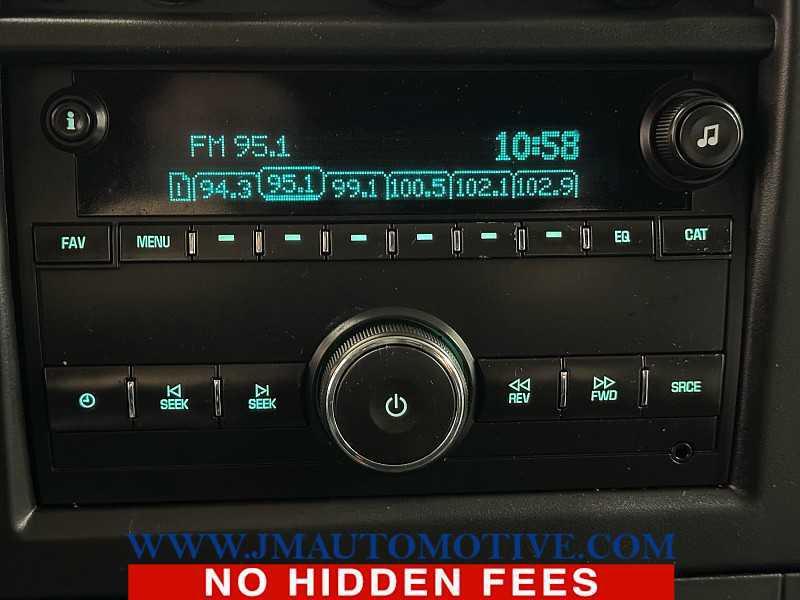 i
FM 95.1 10:58
1 94.3 95.1 99.1 100.5 102.1 102.9
FAV MENU EQ CAT
SEEK SEEK REV FWD SRCE
WWW.JMAUTOMOTIVE.COM
NO HIDDEN FEES